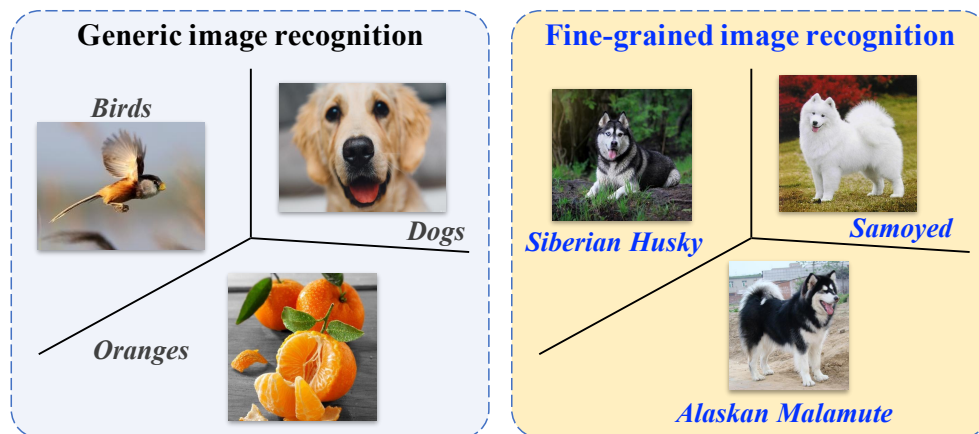 Generic image recognition
Birds
Dogs
Oranges
Fine-grained image recognition
Siberian Husky
Samoyed
Alaskan Malamute